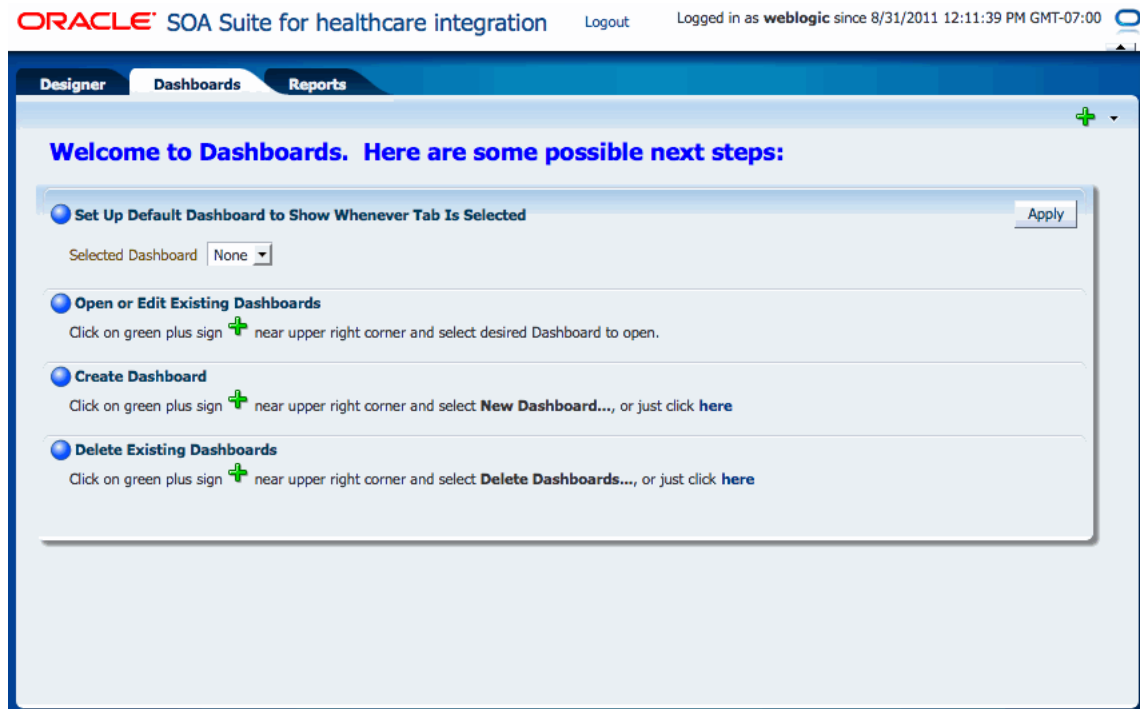 ORACLE SOA Suite for healthcare integration Logout Logged in as weblogic since 8/31/2011 12:11:39 PM GMT-07:00
Designer Dashboards Reports
Welcome to Dashboards. Here are some possible next steps:
Set Up Default Dashboard to Show Whenever Tab Is Selected Apply
Selected Dashboard None
Open or Edit Existing Dashboards
Click on green plus sign near upper right corner and select desired Dashboard to open.
Create Dashboard
Click on green plus sign near upper right corner and select New Dashboard..., or just click here
Delete Existing Dashboards
Click on green plus sign near upper right corner and select Delete Dashboards..., or just click here